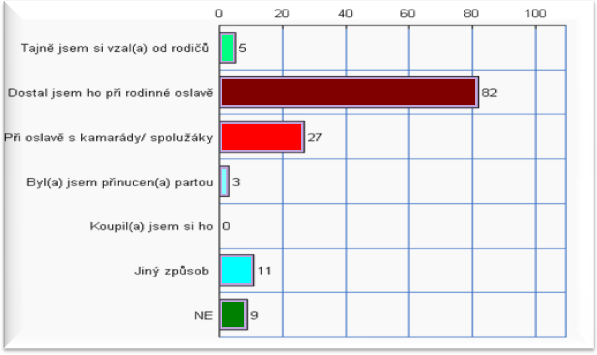 0 20 40 60 80 100
Tajně jsem si vzal(a) od rodičů 5
Dostal jsem ho při rodinné oslavě 82
Při oslavě s kamarády/ spolužáky 27
Byl(a) jsem přinucen(a) partou 3
Koupil(a) jsem si ho 0
Jiný způsob 11
NE 9